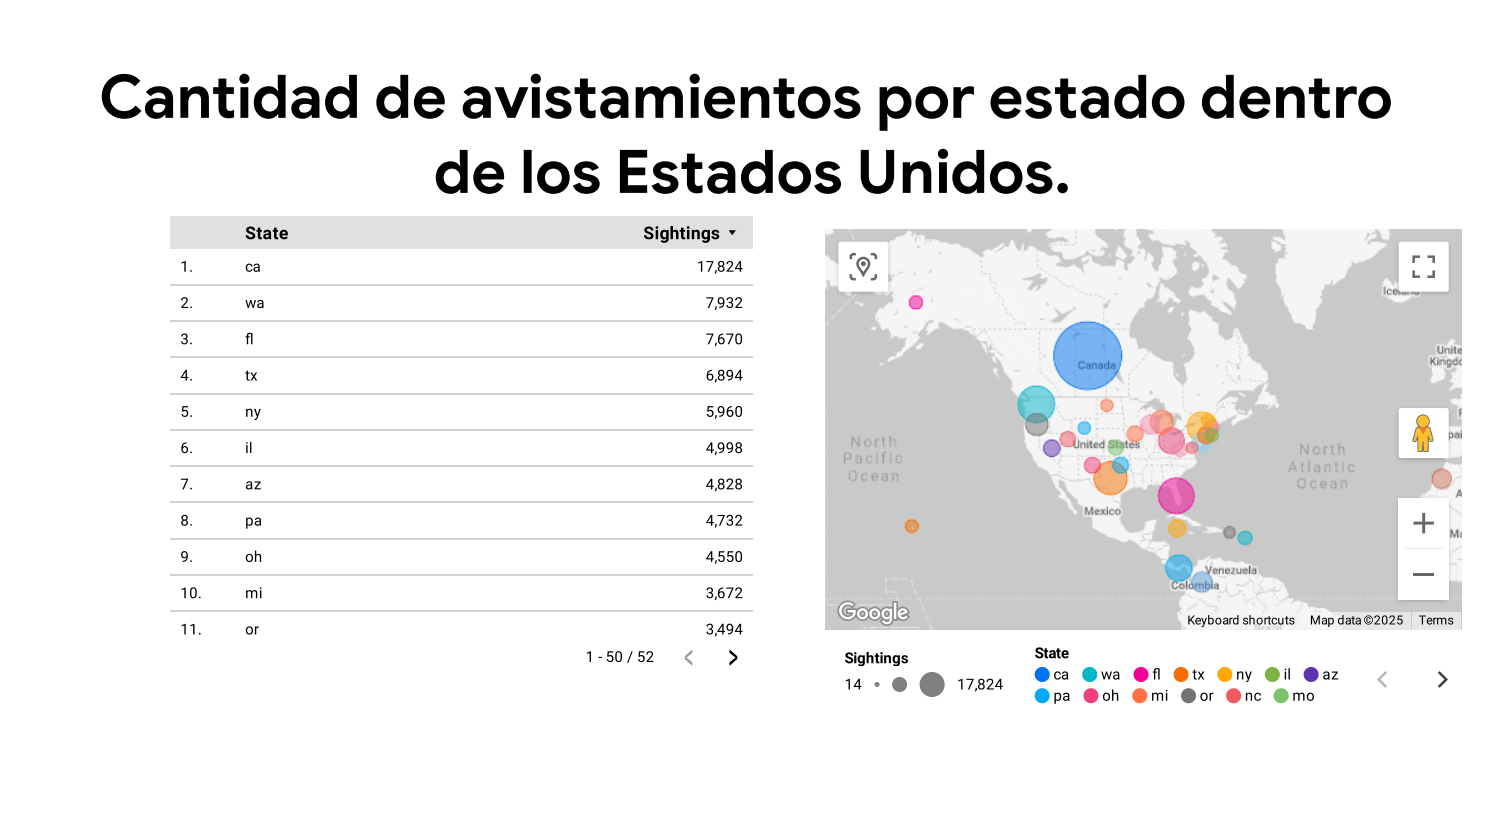 Cantidad de avistamientos por estado dentro
de los Estados Unidos.
State Sightings
1. ca 17,824
2. wa 7,932
3. fl 7,670
4. tx 6,894
5. ny 5,960
6. il 4,998
7. az 4,828
8. pa 4,732
9. oh 4,550
10. mi 3,672
11. or 3,494
1 - 50 / 52
Iceland
Canada
United States
North
Pacific
Ocean
North
Atlantic
Ocean
Mexico
Venezuela
Colombia
Google
Keyboard shortcuts Map data ©2025 Terms
Sightings
14 17,824
State
ca wa fl tx ny il az
pa oh mi or nc mo